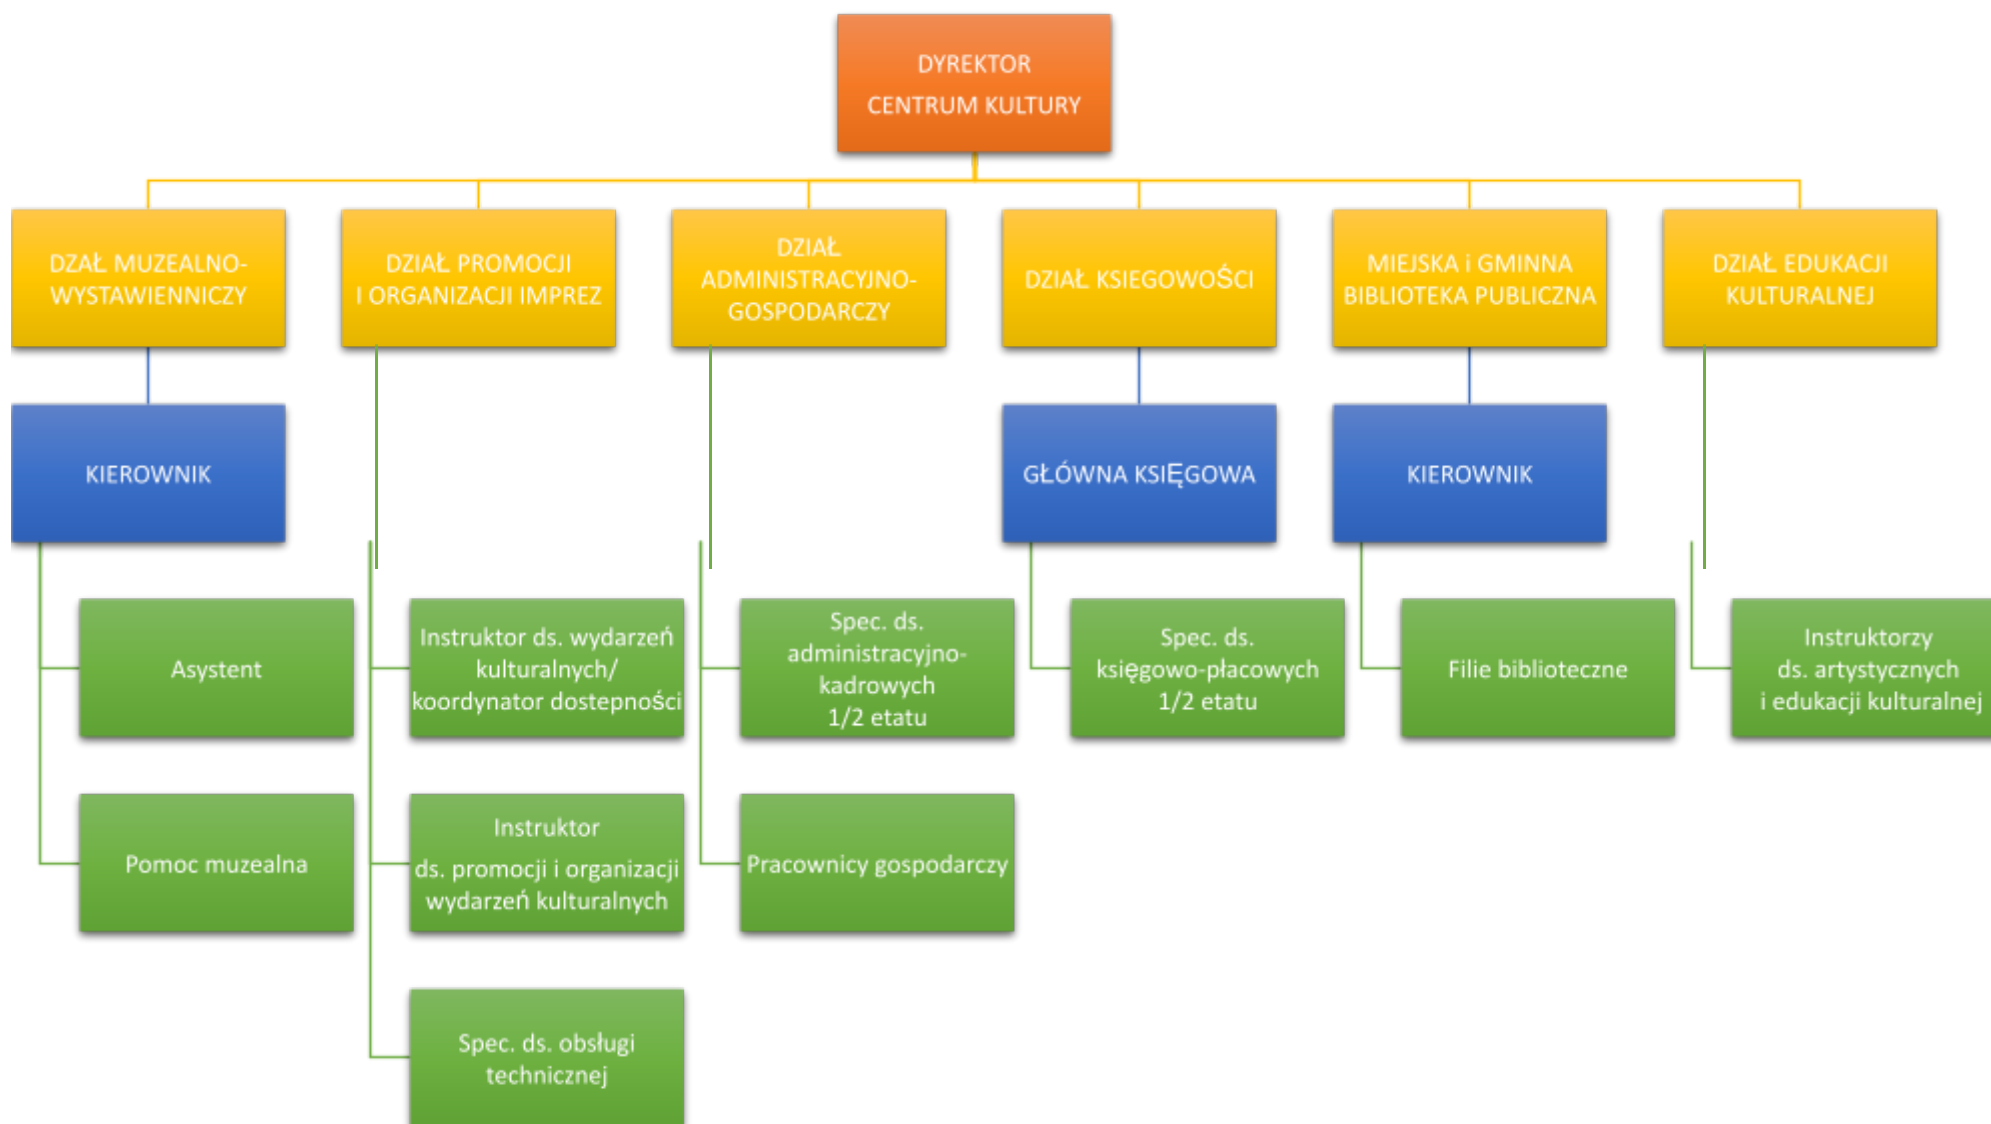 DYREKTOR
CENTRUM KULTURY
DZAŁ MUZEALNO-
WYSTAWIENNICZY
DZIAŁ PROMOCJI
I ORGANIZACJI IMPREZ
DZIAŁ
ADMINISTRACYJNO-
GOSPODARCZY
DZIAŁ KSIEGOWOŚCI
MIEJSKA i GMINNA
BIBLIOTEKA PUBLICZNA
DZIAŁ EDUKACJI
KULTURALNEJ
KIEROWNIK
GŁÓWNA KSIĘGOWA
KIEROWNIK
Asystent
Instruktor ds. wydarzeń
kulturalnych/
koordynator dostepności
Spec. ds.
administracyjno-
kadrowych
1/2 etatu
Spec. ds.
księgowo-płacowych
1/2 etatu
Filie biblioteczne
Instruktorzy
ds. artystycznych
i edukacji kulturalnej
Pomoc muzealna
Instruktor
ds. promocji i organizacji
wydarzeń kulturalnych
Pracownicy gospodarczy
Spec. ds. obsługi
technicznej